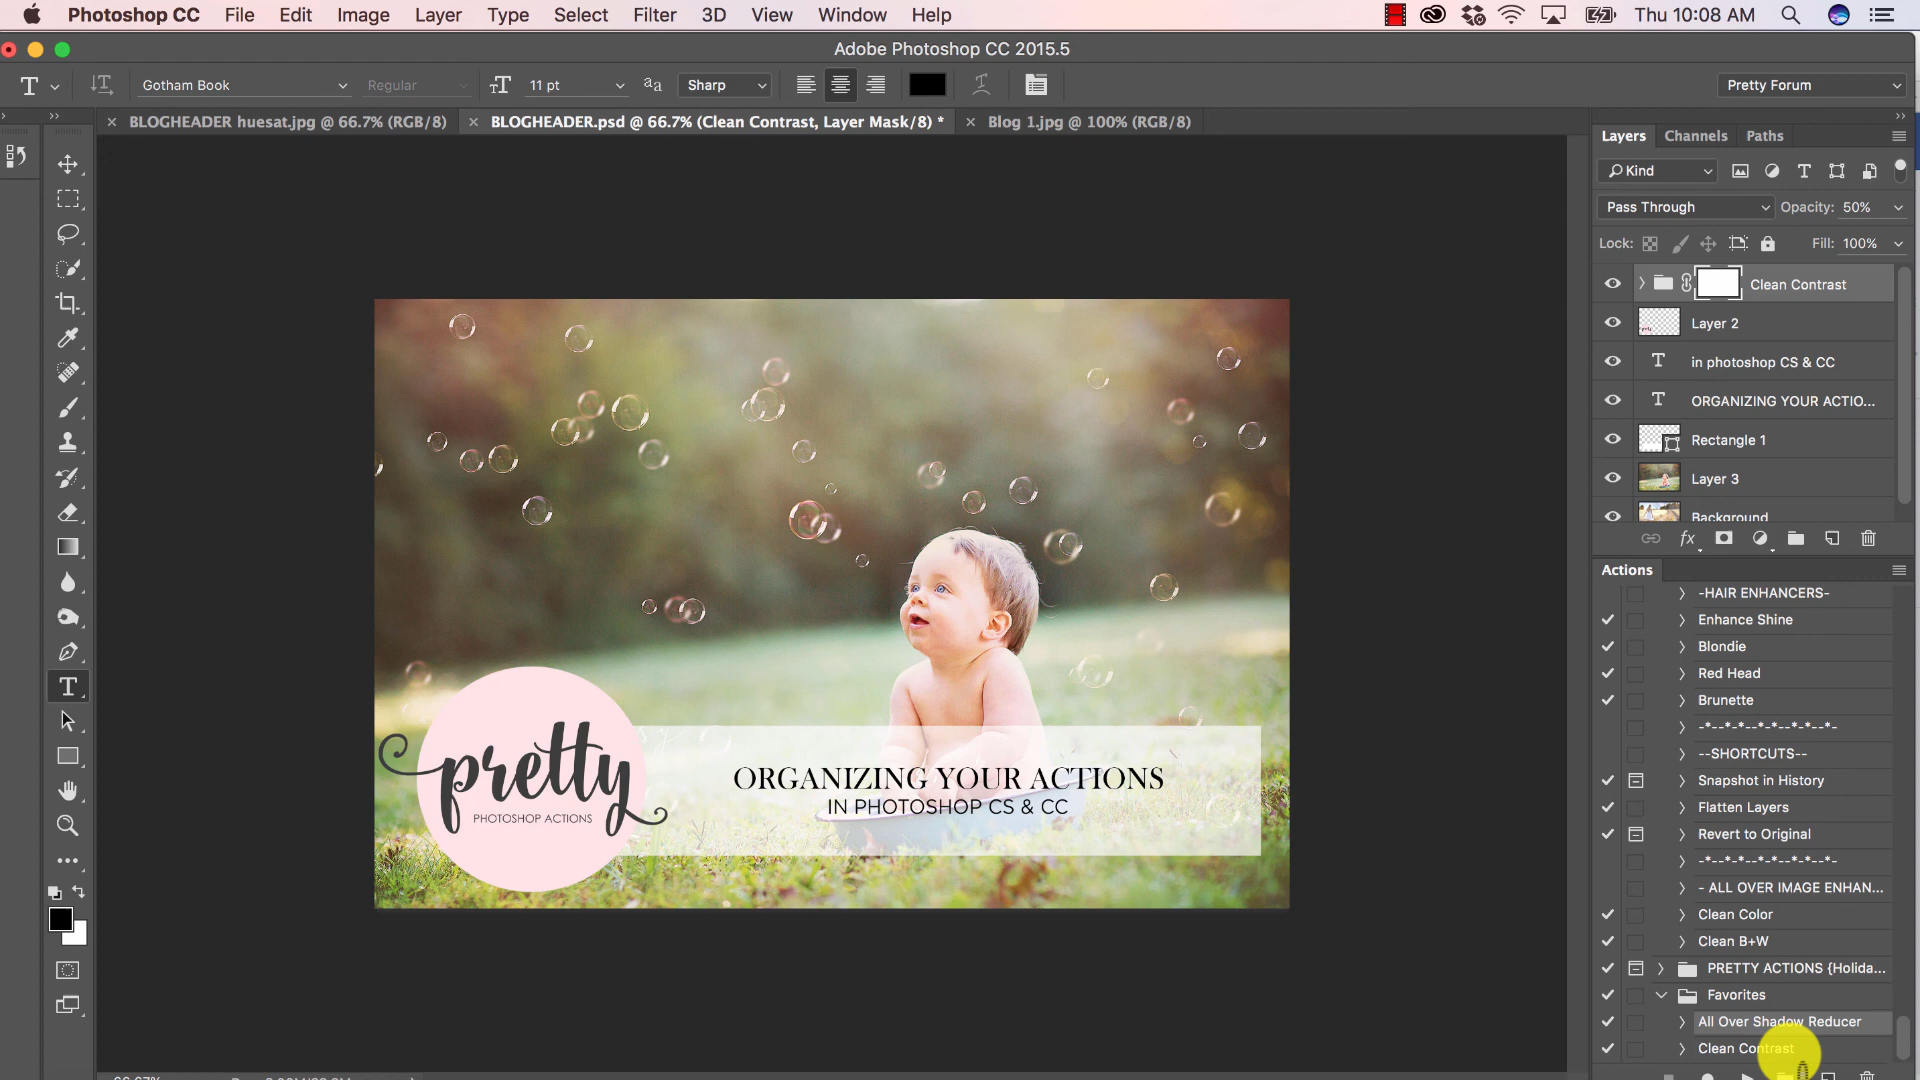 Photoshop CC File Edit Image Layer Type Select Filter 3D View Window Help Thu 10:08 AM
Adobe Photoshop CC 2015.5
T Gotham Book Regular 11 pt aa Sharp Pretty Forum
BLOGHEADER huesat.jpg @ 66.7% (RGB/8) BLOGHEADER.psd @ 66.7% (Clean Contrast, Layer Mask/8) * Blog 1.jpg @ 100% (RGB/8)
Layers Channels Paths
Kind
Pass Through Opacity: 50%
Lock: Fill: 100%
Clean Contrast
Layer 2
in photoshop CS & CC
ORGANIZING YOUR ACTIO...
Rectangle 1
Layer 3
Background
fx
Actions
-HAIR ENHANCERS-
Enhance Shine
Blondie
Red Head
Brunette
-*--*-*--*-*--*-*--*-
--SHORTCUTS--
Snapshot in History
Flatten Layers
Revert to Original
-*--*-*--*-*--*-*--*-
- ALL OVER IMAGE ENHAN...
Clean Color
Clean B+W
PRETTY ACTIONS {Holida...
Favorites
All Over Shadow Reducer
Clean Contrast
pretty
PHOTOSHOP ACTIONS
ORGANIZING YOUR ACTIONS
IN PHOTOSHOP CS & CC